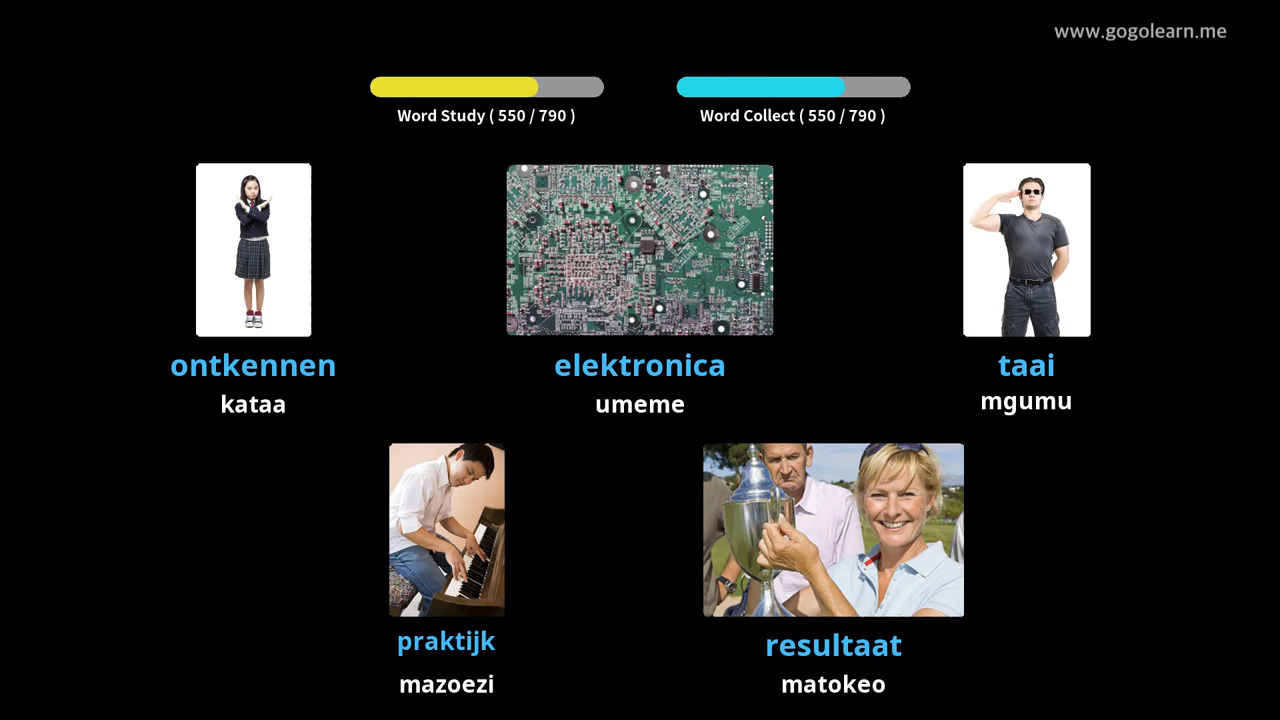 www.gogolearn.me
Word Study ( 550 / 790 )
Word Collect ( 550 / 790 )
ontkennen
kataa
elektronica
umeme
taai
mgumu
praktijk
mazoezi
resultaat
matokeo